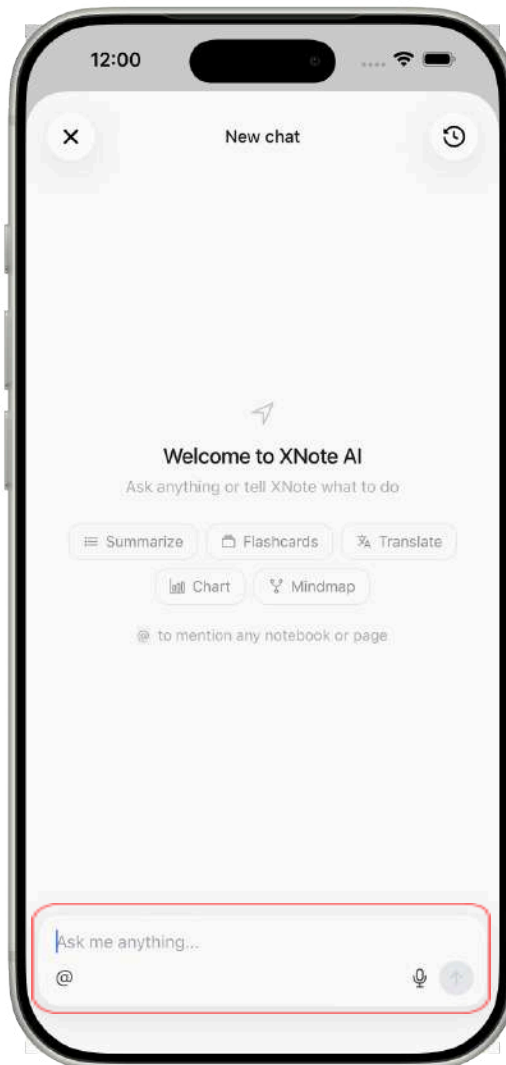 12:00
New chat
Welcome to XNote AI
Ask anything or tell XNote what to do
Summarize
Flashcards
Translate
Chart
Mindmap
@ to mention any notebook or page
Ask me anything...
@